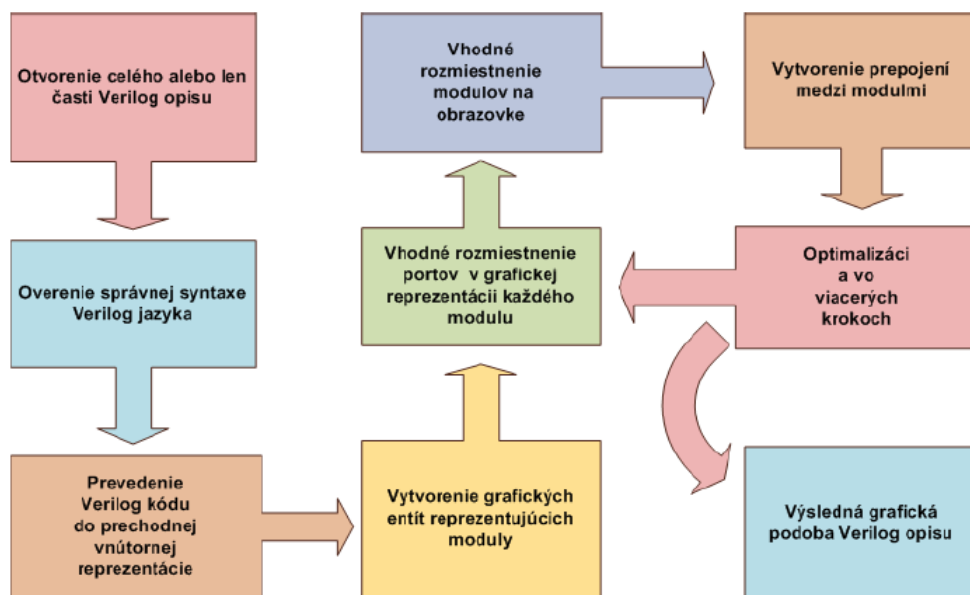 Otvorenie celého alebo len
časti Verilog opisu
Overenie správnej syntaxe
Verilog jazyka
Prevedenie
Verilog kódu
do prechodnej
vnútornej
reprezentácie
Vytvorenie grafických
entít reprezentujúcich
moduly
Vhodné rozmiestnenie
portov v grafickej
reprezentácii každého
modulu
Vhodné
rozmiestnenie
modulov na
obrazovke
Vytvorenie prepojení
medzi modulmi
Optimalizáci
a vo
viacerých
krokoch
Výsledná grafická
podoba Verilog opisu